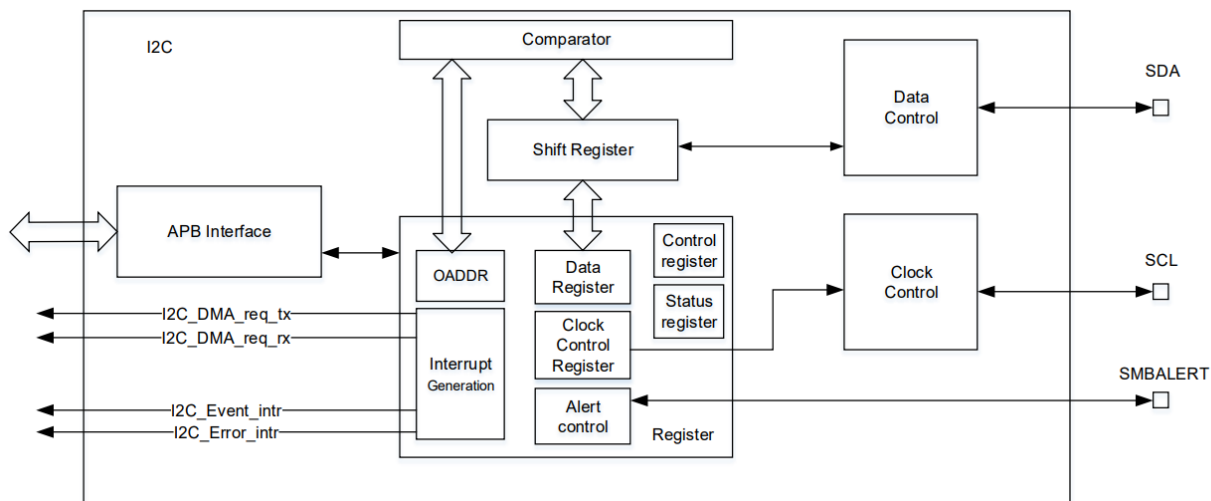 I2C
Comparator
SDA
Data
Control
Shift Register
APB Interface
Control
register
OADDR
Data
Register
Clock
Control
SCL
Status
register
I2C_DMA_req_tx
I2C_DMA_req_rx
Clock
Control
Register
Interrupt
Generation
SMBALERT
I2C_Event_intr
I2C_Error_intr
Alert
control
Register